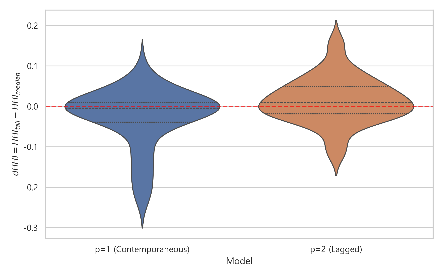 0.2
0.1
0.0
-0.1
-0.2
-0.3
p=1 (Contemporaneous)
p=2 (Lagged)
Model